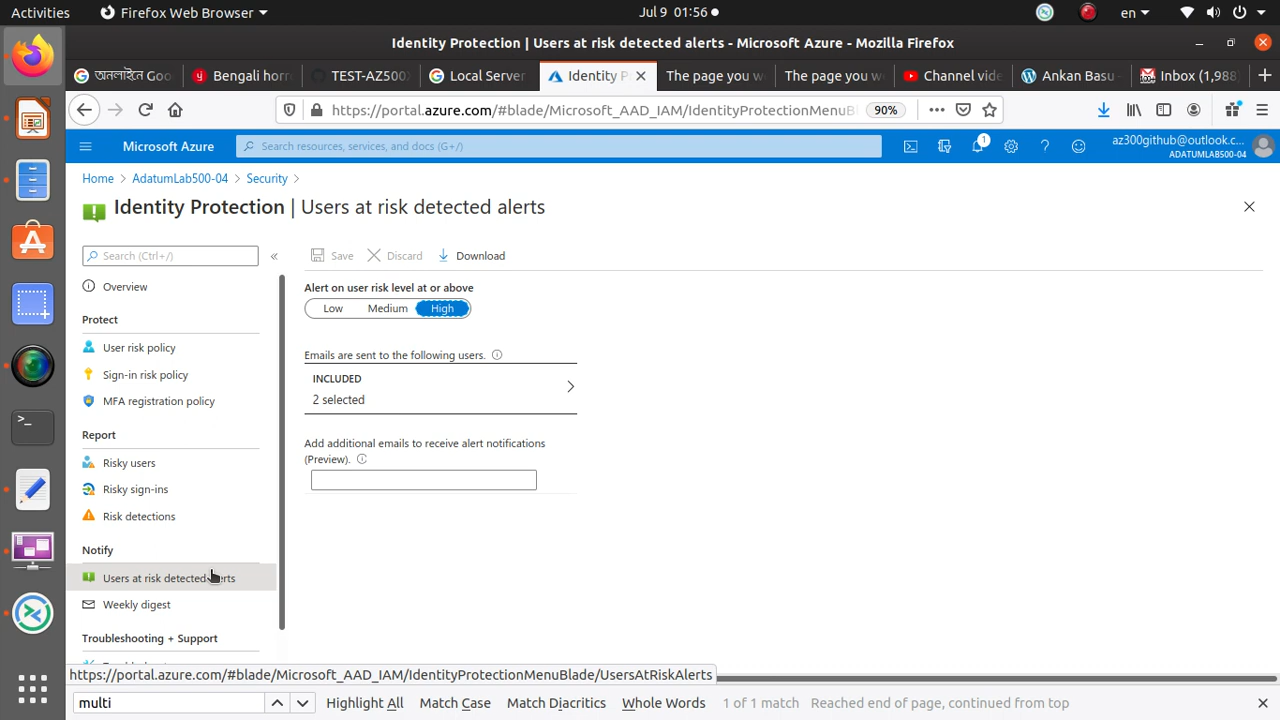 Activities
Firefox Web Browser
Jul 9 01:56
en
Identity Protection | Users at risk detected alerts - Microsoft Azure - Mozilla Firefox
অনলাইন Goo
Bengali horr
TEST-AZ500
Local Server
Identity P
The page you w
The page you w
Channel vide
Ankan Basu -
Inbox (1,988)
https://portal.azure.com/#blade/Microsoft_AAD_IAM/IdentityProtectionMenuBl
90%
Microsoft Azure
Search resources, services, and docs (G+/)
1
az300github@outlook.c...
ADATUMLAB500-04
Home > AdatumLab500-04 > Security >
Identity Protection | Users at risk detected alerts
Search (Ctrl+/)
«
Overview
Protect
User risk policy
Sign-in risk policy
MFA registration policy
Report
Risky users
Risky sign-ins
Risk detections
Notify
Users at risk detected
Weekly digest
Troubleshooting + Support
Save
Discard
Download
Alert on user risk level at or above
Low
Medium
High
Emails are sent to the following users.
INCLUDED
2 selected
Add additional emails to receive alert notifications
(Preview).
https://portal.azure.com/#blade/Microsoft_AAD_IAM/IdentityProtectionMenuBlade/UsersAtRiskAlerts
multi
Highlight All
Match Case
Match Diacritics
Whole Words
1 of 1 match
Reached end of page, continued from top